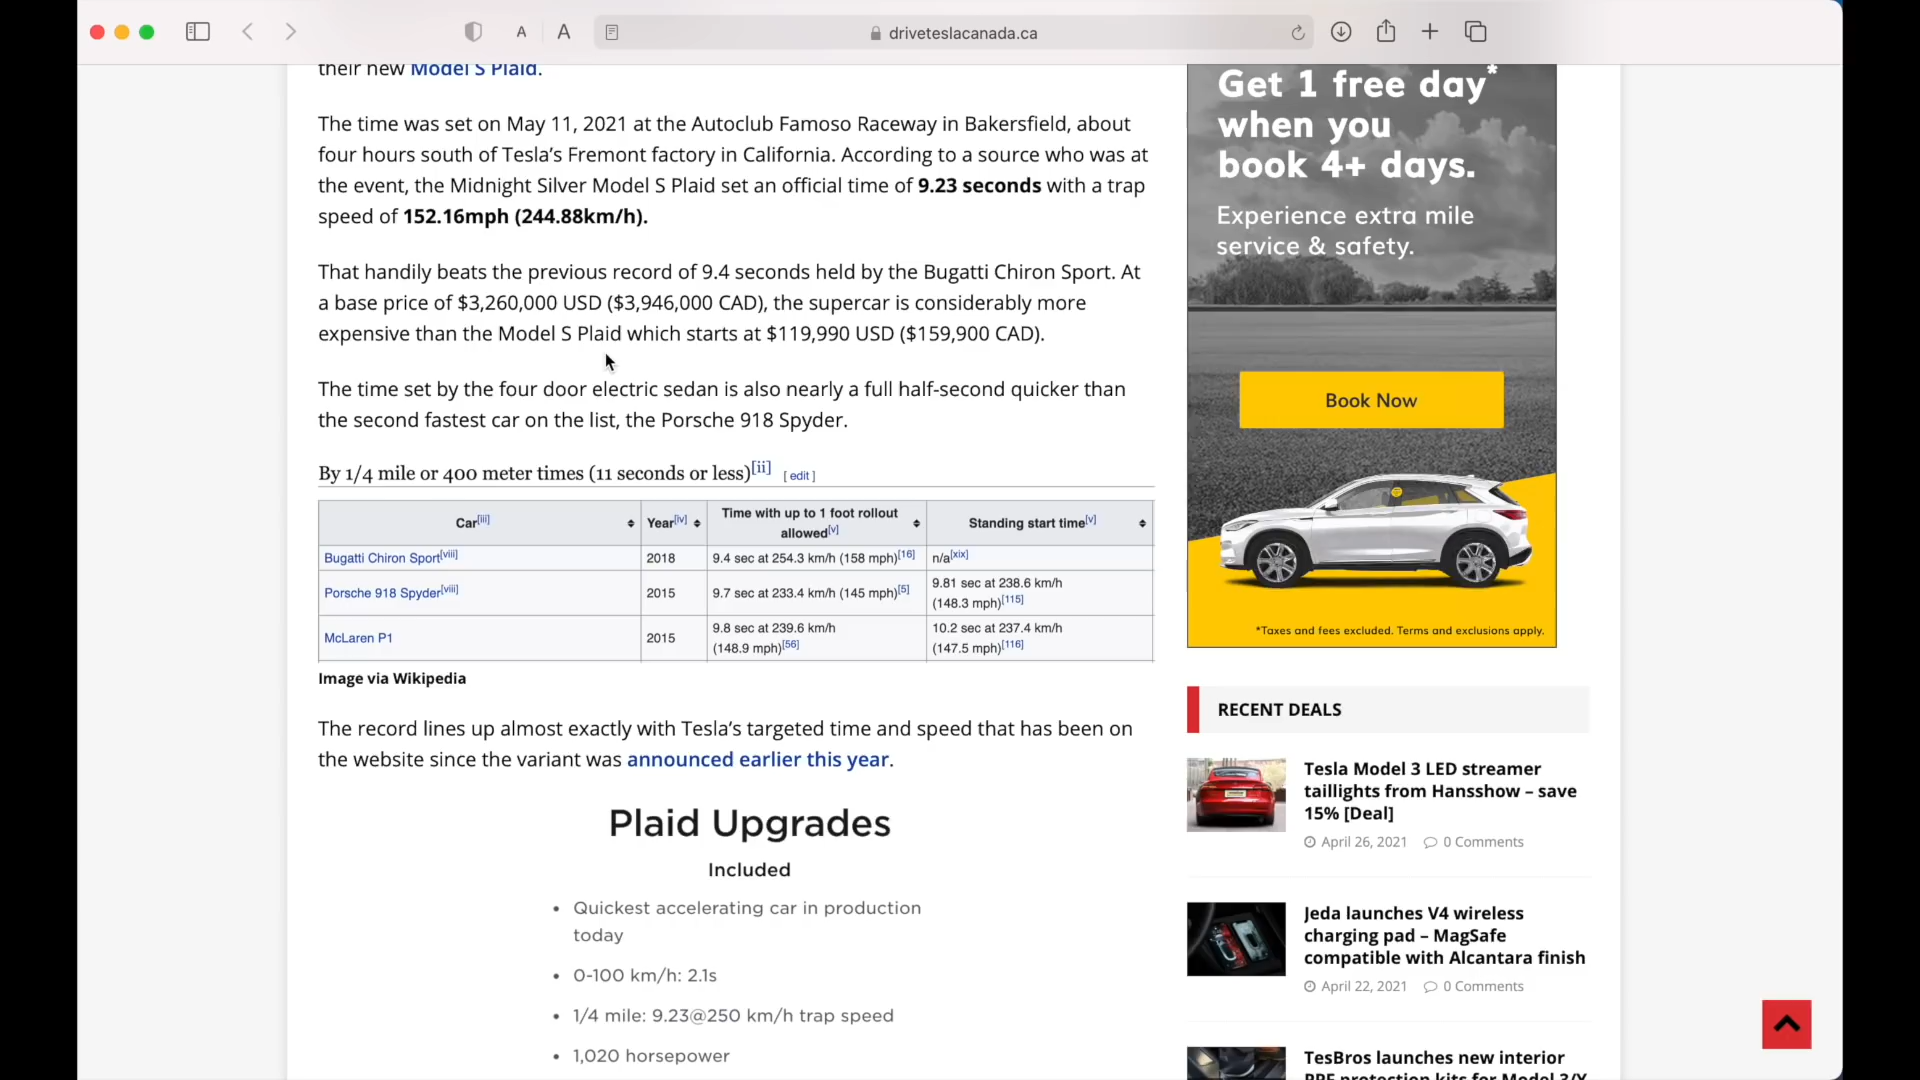 driveteslacanada.ca
A
A
their new Model S Plaid.
The time was set on May 11, 2021 at the Autoclub Famoso Raceway in Bakersfield, about
four hours south of Tesla’s Fremont factory in California. According to a source who was at
the event, the Midnight Silver Model S Plaid set an official time of 9.23 seconds with a trap
speed of 152.16mph (244.88km/h).
That handily beats the previous record of 9.4 seconds held by the Bugatti Chiron Sport. At
a base price of $3,260,000 USD ($3,946,000 CAD), the supercar is considerably more
expensive than the Model S Plaid which starts at $119,990 USD ($159,900 CAD).
The time set by the four door electric sedan is also nearly a full half-second quicker than
the second fastest car on the list, the Porsche 918 Spyder.
By 1/4 mile or 400 meter times (11 seconds or less)[ii] [ edit ]
Car[iii] Year[iv] Time with up to 1 foot rollout allowed[v] Standing start time[v]
Bugatti Chiron Sport[viii] 2018 9.4 sec at 254.3 km/h (158 mph)[16] n/a[xix]
Porsche 918 Spyder[viii] 2015 9.7 sec at 233.4 km/h (145 mph)[5] 9.81 sec at 238.6 km/h (148.3 mph)[115]
McLaren P1 2015 9.8 sec at 239.6 km/h (148.9 mph)[56] 10.2 sec at 237.4 km/h (147.5 mph)[116]
Image via Wikipedia
The record lines up almost exactly with Tesla’s targeted time and speed that has been on
the website since the variant was announced earlier this year.
Plaid Upgrades
Included
• Quickest accelerating car in production
today
• 0-100 km/h: 2.1s
• 1/4 mile: 9.23@250 km/h trap speed
• 1,020 horsepower
Get 1 free day*
when you
book 4+ days.
Experience extra mile
service & safety.
Book Now
*Taxes and fees excluded. Terms and exclusions apply.
RECENT DEALS
Tesla Model 3 LED streamer
taillights from Hansshow – save
15% [Deal]
April 26, 2021 0 Comments
Jeda launches V4 wireless
charging pad – MagSafe
compatible with Alcantara finish
April 22, 2021 0 Comments
TesBros launches new interior
PPF protection kits for Model 3/Y